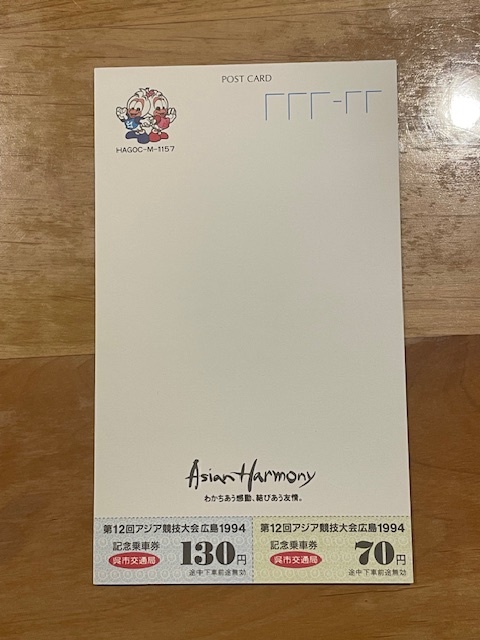 POST CARD
HAGOC-M-1157
Asian Harmony
わかちあう感動、結びあう友情。
第12回アジア競技大会広島1994
記念乗車券
呉市交通局
130円
途中下車前途無効
第12回アジア競技大会広島1994
記念乗車券
呉市交通局
70円
途中下車前途無効